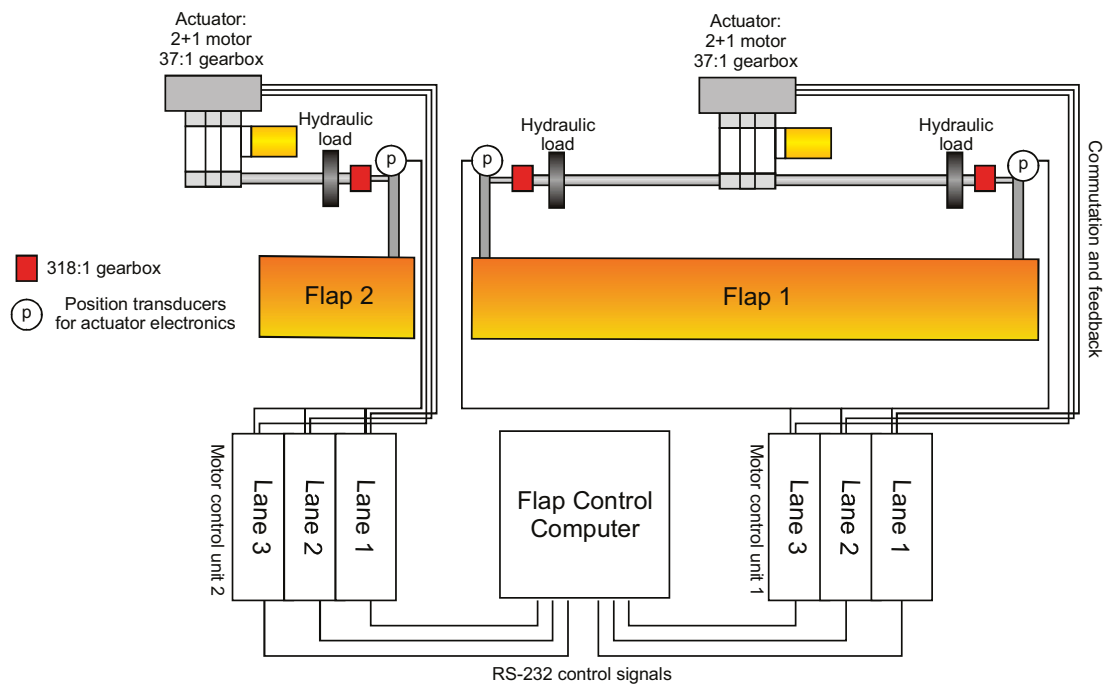 Actuator:
2+1 motor
37:1 gearbox
Actuator:
2+1 motor
37:1 gearbox
Hydraulic
load
p
p
Hydraulic
load
Hydraulic
load
p
Commutation and feedback
318:1 gearbox
p
Position transducers
for actuator electronics
Flap 2
Flap 1
Motor control unit 2
Lane 3
Lane 2
Lane 1
Flap Control
Computer
Motor control unit 1
Lane 3
Lane 2
Lane 1
RS-232 control signals